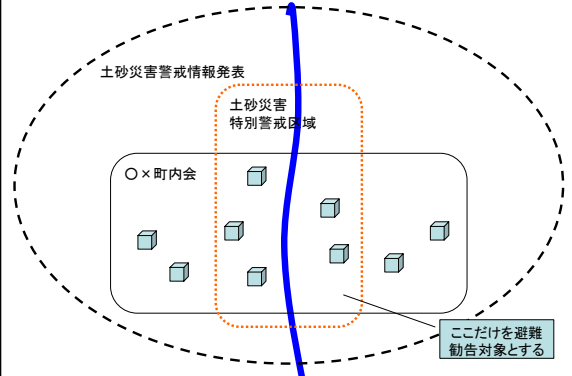 土砂災害警戒情報発表
土砂災害
特別警戒区域
○×町内会
ここだけを避難
勧告対象とする